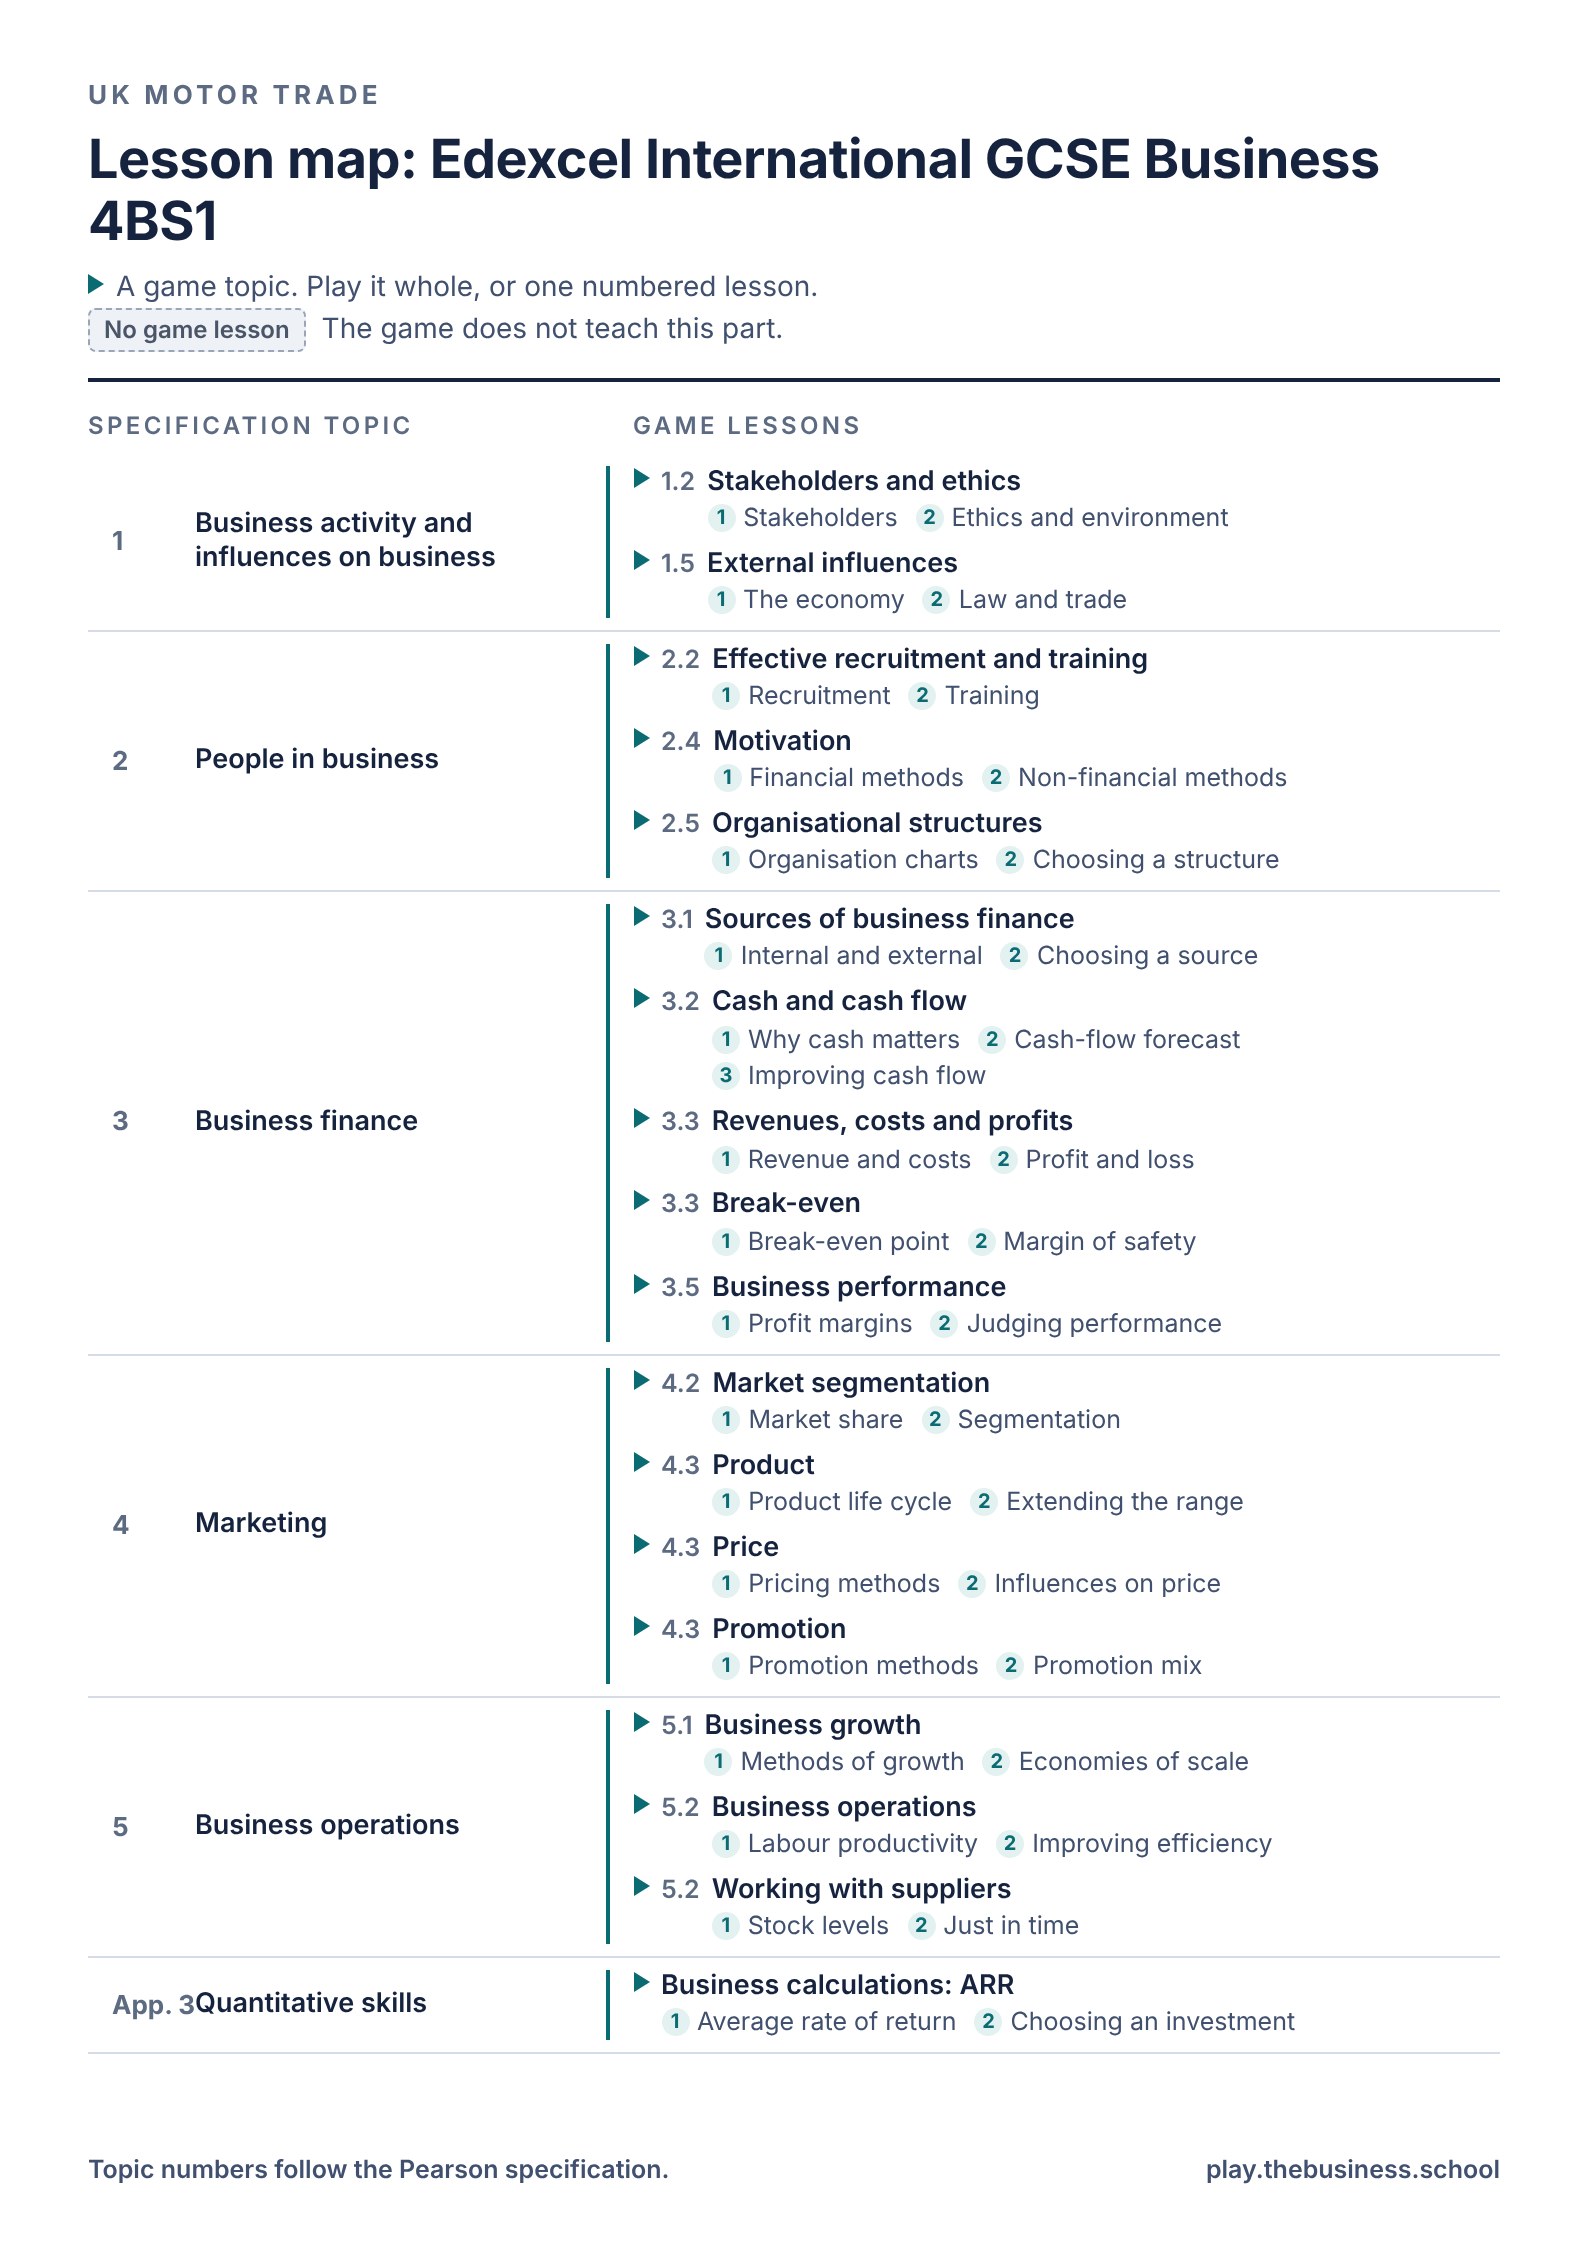 UK MOTOR TRADE
Lesson map: Edexcel International GCSE Business
4BS1
A game topic. Play it whole, or one numbered lesson.
No game lesson The game does not teach this part.
SPECIFICATION TOPIC
GAME LESSONS
1
Business activity and
influences on business
1.2 Stakeholders and ethics
1 Stakeholders 2 Ethics and environment
1.5 External influences
1 The economy 2 Law and trade
2 People in business
2.2 Effective recruitment and training
1 Recruitment 2 Training
2.4 Motivation
1 Financial methods 2 Non-financial methods
2.5 Organisational structures
1 Organisation charts 2 Choosing a structure
3 Business finance
3.1 Sources of business finance
1 Internal and external 2 Choosing a source
3.2 Cash and cash flow
1 Why cash matters 2 Cash-flow forecast
3 Improving cash flow
3.3 Revenues, costs and profits
1 Revenue and costs 2 Profit and loss
3.3 Break-even
1 Break-even point 2 Margin of safety
3.5 Business performance
1 Profit margins 2 Judging performance
4 Marketing
4.2 Market segmentation
1 Market share 2 Segmentation
4.3 Product
1 Product life cycle 2 Extending the range
4.3 Price
1 Pricing methods 2 Influences on price
4.3 Promotion
1 Promotion methods 2 Promotion mix
5 Business operations
5.1 Business growth
1 Methods of growth 2 Economies of scale
5.2 Business operations
1 Labour productivity 2 Improving efficiency
5.2 Working with suppliers
1 Stock levels 2 Just in time
App. 3 Quantitative skills
Business calculations: ARR
1 Average rate of return 2 Choosing an investment
Topic numbers follow the Pearson specification.
play.thebusiness.school